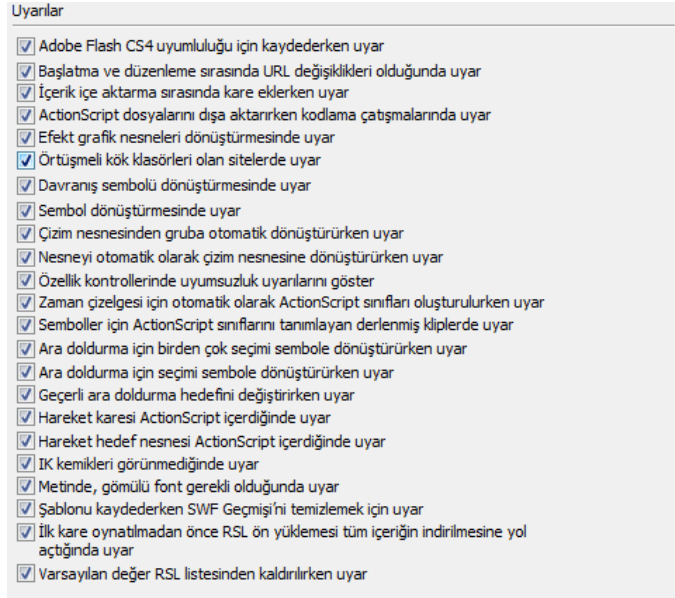 Uyarılar
Adobe Flash CS4 uyumluluğu için kaydederken uyar
Başlatma ve düzenleme sırasında URL değişiklikleri olduğunda uyar
İçerik içe aktarma sırasında kare eklerken uyar
ActionScript dosyalarını dışa aktarırken kodlama çatışmalarında uyar
Efekt grafik nesneleri dönüştürmesinde uyar
Örtüşmeli kök klasörleri olan sitelerde uyar
Davranış sembolü dönüştürmesinde uyar
Sembol dönüştürmesinde uyar
Çizim nesnesinden gruba otomatik dönüştürürken uyar
Nesneyi otomatik olarak çizim nesnesine dönüştürürken uyar
Özellik kontrollerinde uyumsuzluk uyarılarını göster
Zaman çizelgesi için otomatik olarak ActionScript sınıfları oluşturulurken uyar
Semboller için ActionScript sınıflarını tanımlayan derlenmiş kliplerde uyar
Ara doldurma için birden çok seçimi sembole dönüştürürken uyar
Ara doldurma için seçimi sembole dönüştürürken uyar
Geçerli ara doldurma hedefini değiştirirken uyar
Hareket karesi ActionScript içerdiğinde uyar
Hareket hedef nesnesi ActionScript içerdiğinde uyar
IK kemikleri görünmediğinde uyar
Metinde, gömülü font gerekli olduğunda uyar
Şablonu kaydederken SWF Geçmişi'ni temizlemek için uyar
İlk kare oynatılmadan önce RSL ön yüklemesi tüm içeriğin indirilmesine yol
açtığında uyar
Varsayılan değer RSL listesinden kaldırılırken uyar